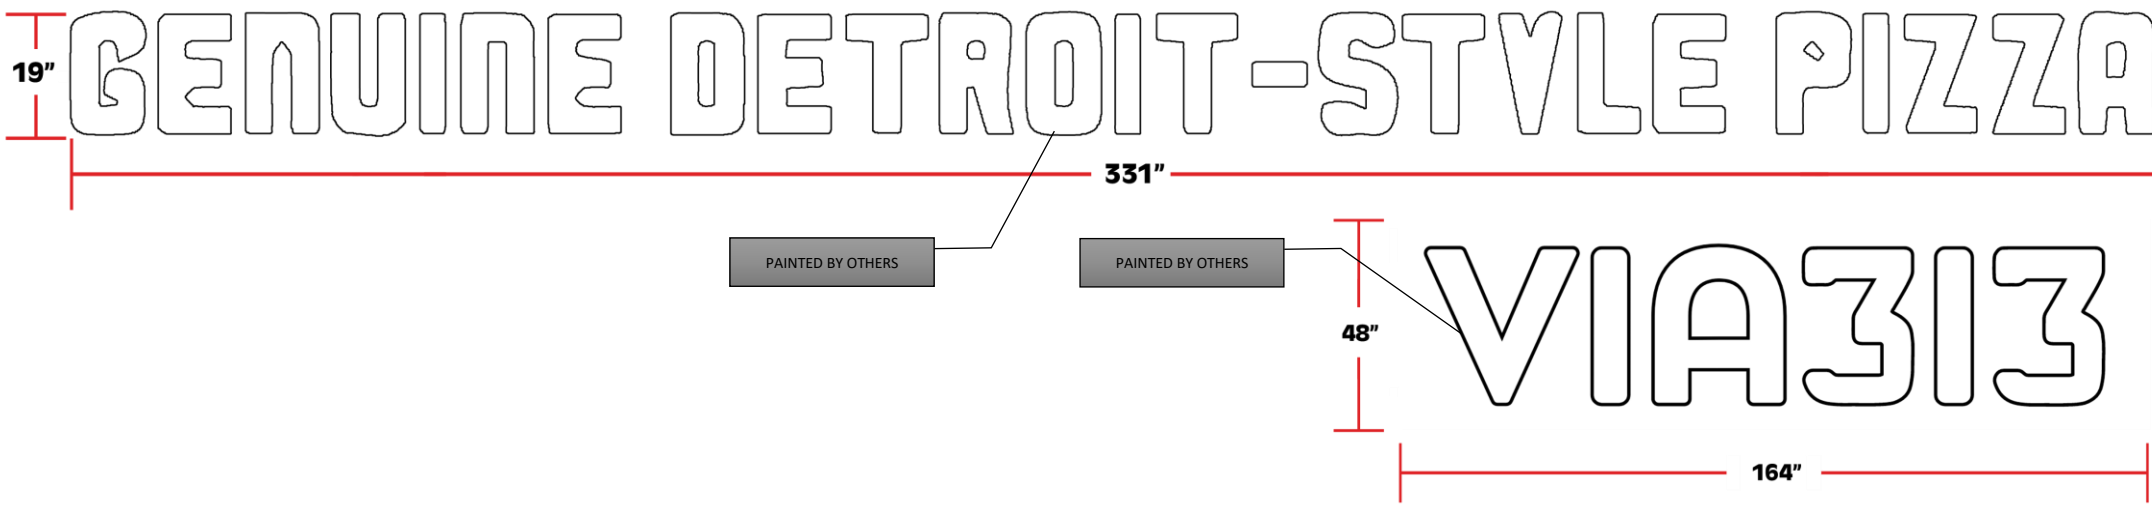 GENUINE DETROIT-STYLE PIZZA
19”
331”
PAINTED BY OTHERS
PAINTED BY OTHERS
VIA313
48”
164”